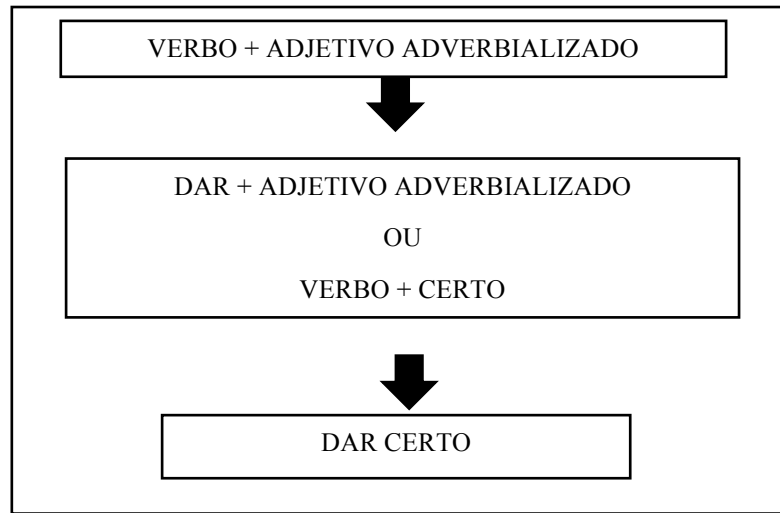 VERBO + ADJETIVO ADVERBIALIZADO
DAR + ADJETIVO ADVERBIALIZADO
OU
VERBO + CERTO
DAR CERTO